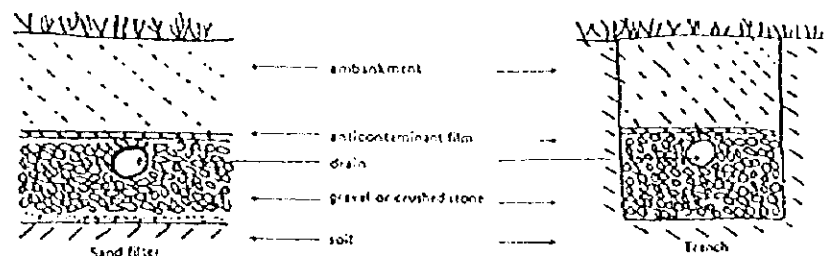 ambankment
anticontaminant film
drain
gravel or crushed stone
soil
Sand filter
Trench